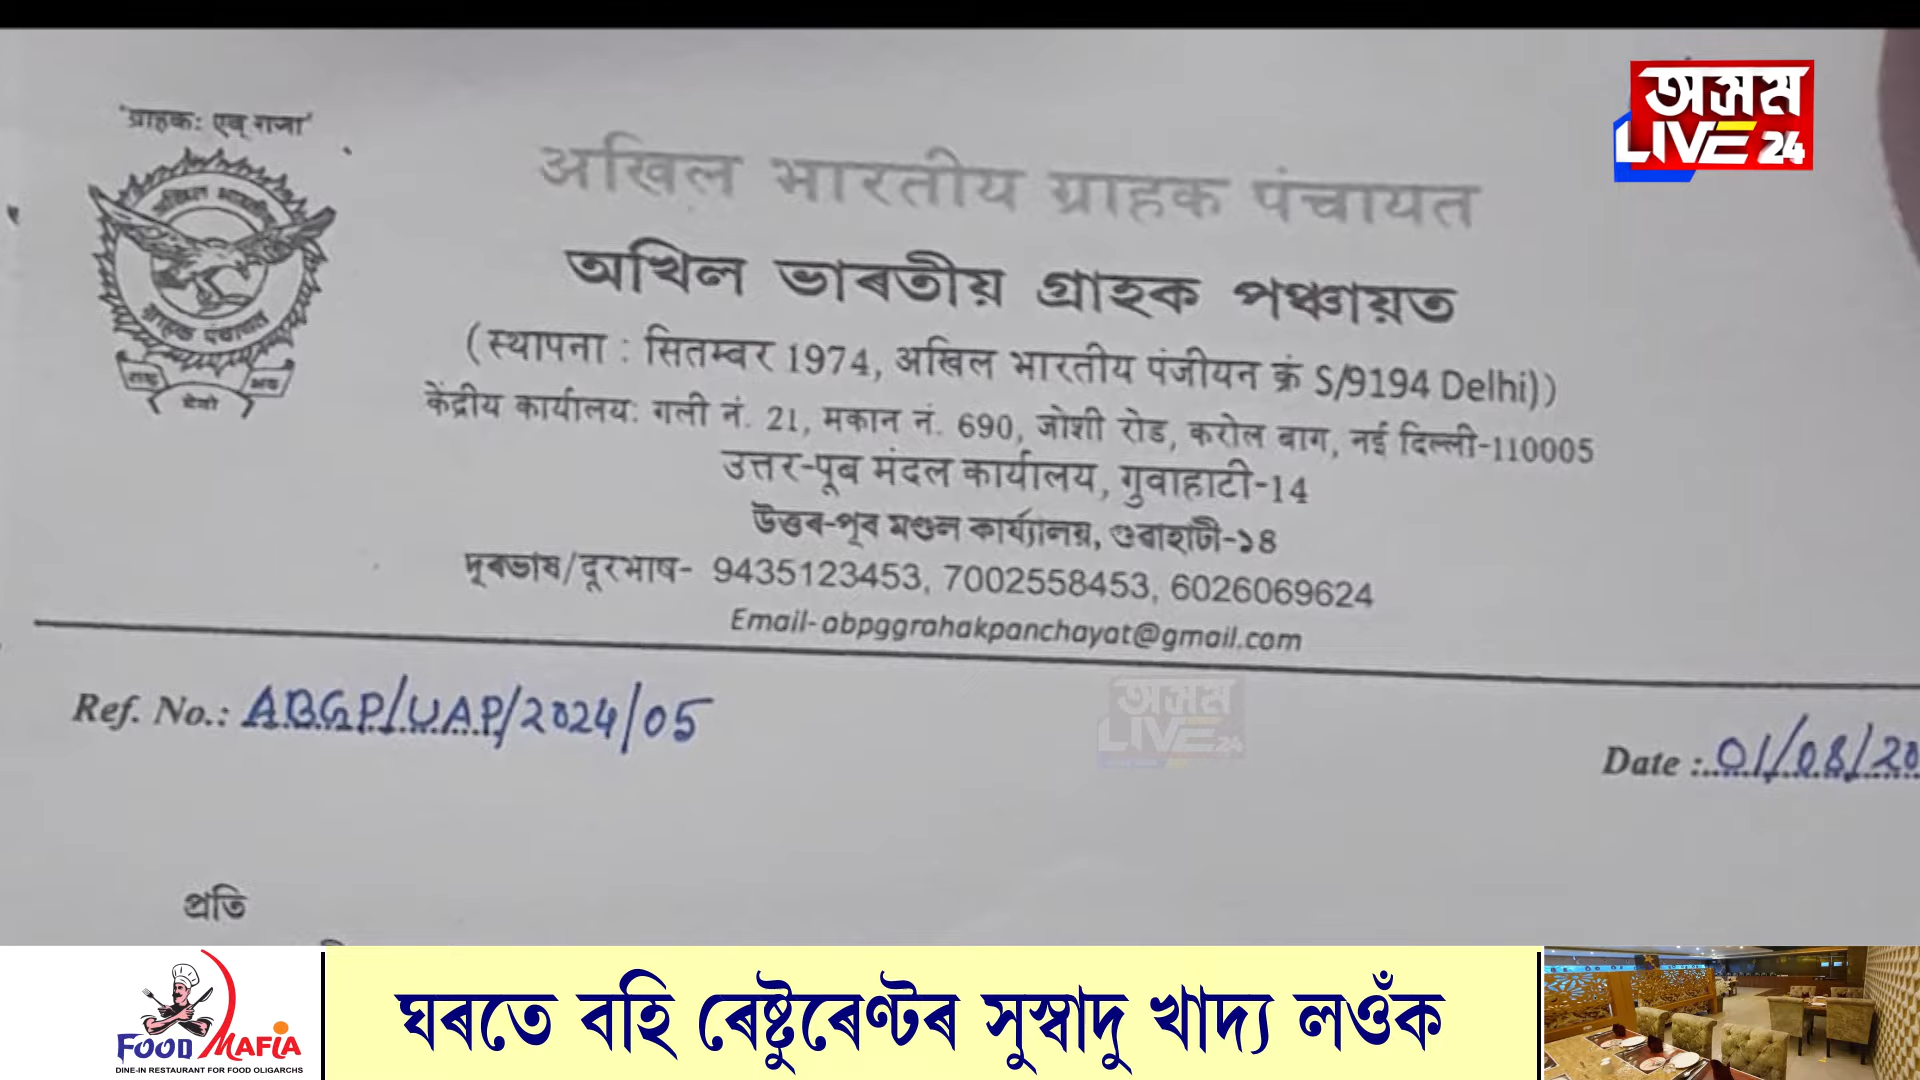 'ग्राहकः एव् राजा'
অসম
LIVE 24
अखिल भारतीय ग्राहक पंचायत
অখিল ভাৰতীয় গ্ৰাহক পঞ্চায়ত
(स्थापना : सितम्बर 1974, अखिल भारतीय पंजीयन क्रं S/9194 Delhi))
केंद्रीय कार्यालय: गली नं. 21, मकान नं. 690, जोशी रोड, करोल बाग, नई दिल्ली-110005
उत्तर-पूब मंदल कार्यालय, गुवाहाटी-14
উত্তৰ-পূব মণ্ডল কাৰ্য্যালয়, গুৱাহাটী-১৪
দূৰভাষ/दूरभाष- 9435123453, 7002558453, 6026069624
Email-abpggrahakpanchayat@gmail.com
Ref. No.: ABGP/UAP/2024/05
অসম
LIVE 24
Date : 01/08/20
প্ৰতি
FOOD MAFIA
DINE-IN RESTAURANT FOR FOOD OLIGARCHS
ঘৰতে বহি ৰেষ্টুৰেণ্টৰ সুস্বাদু খাদ্য লওঁক